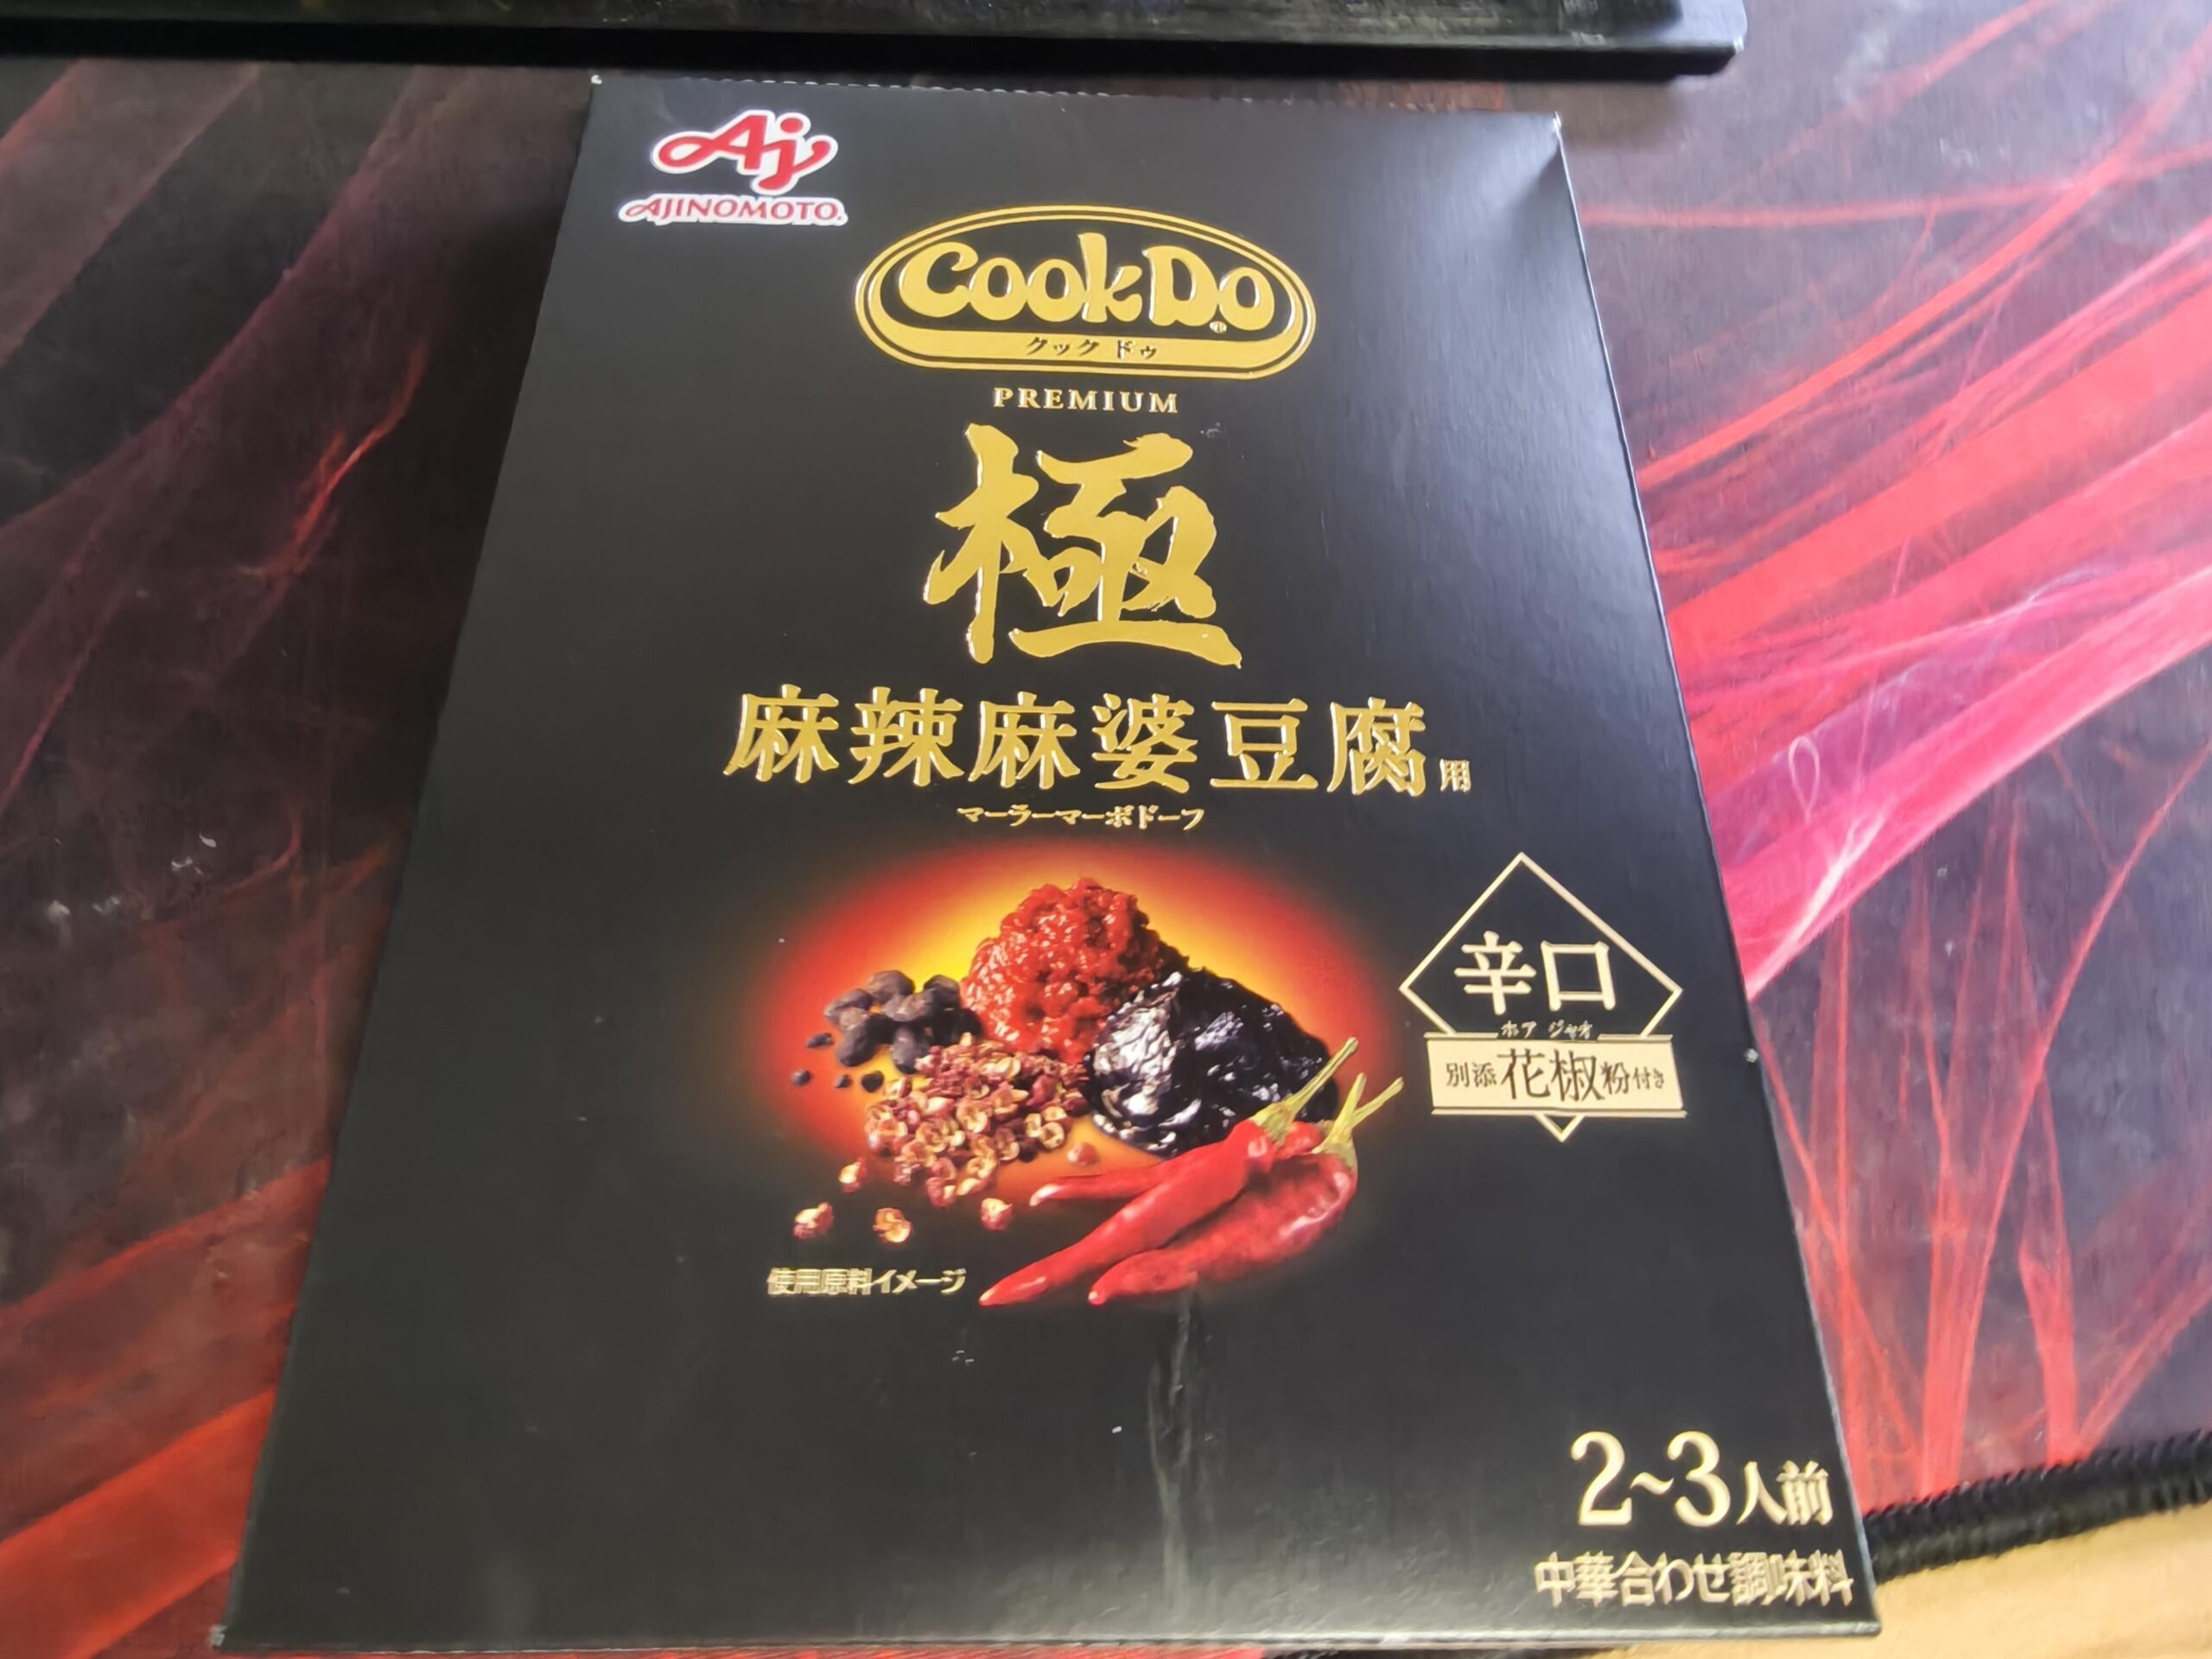 Aj
AJINOMOTO®
CookDo®
クック ドゥ
PREMIUM
極
麻辣麻婆豆腐用
マーラーマーボドーフ
辛口
ホア ジャオ
別添花椒粉付き
使用原料イメージ
2~3人前
中華合わせ調味料